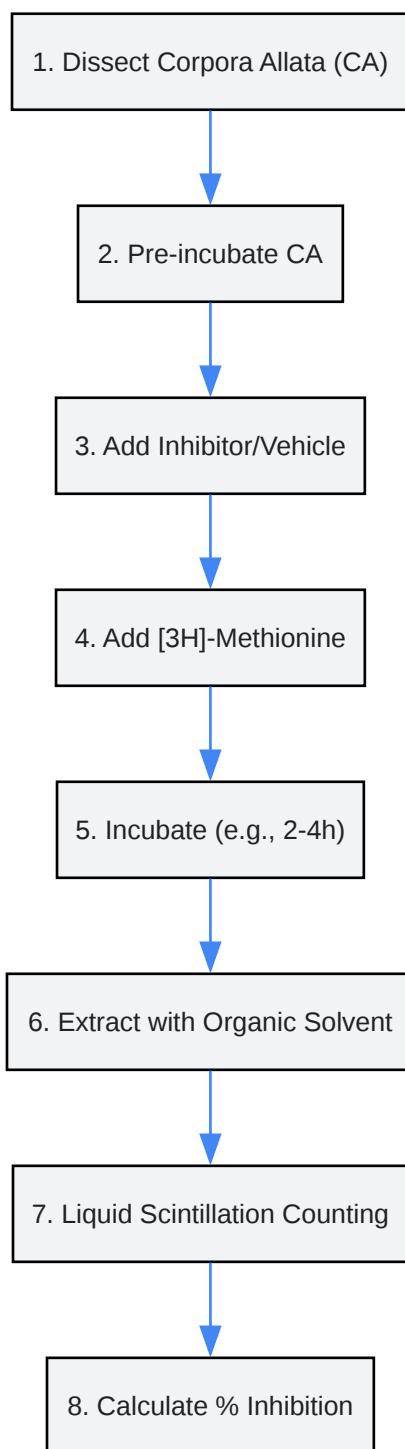 1. Dissect Corpora Allata (CA)
2. Pre-incubate CA
3. Add Inhibitor/Vehicle
4. Add [3H]-Methionine
5. Incubate (e.g., 2-4h)
6. Extract with Organic Solvent
7. Liquid Scintillation Counting
8. Calculate % Inhibition